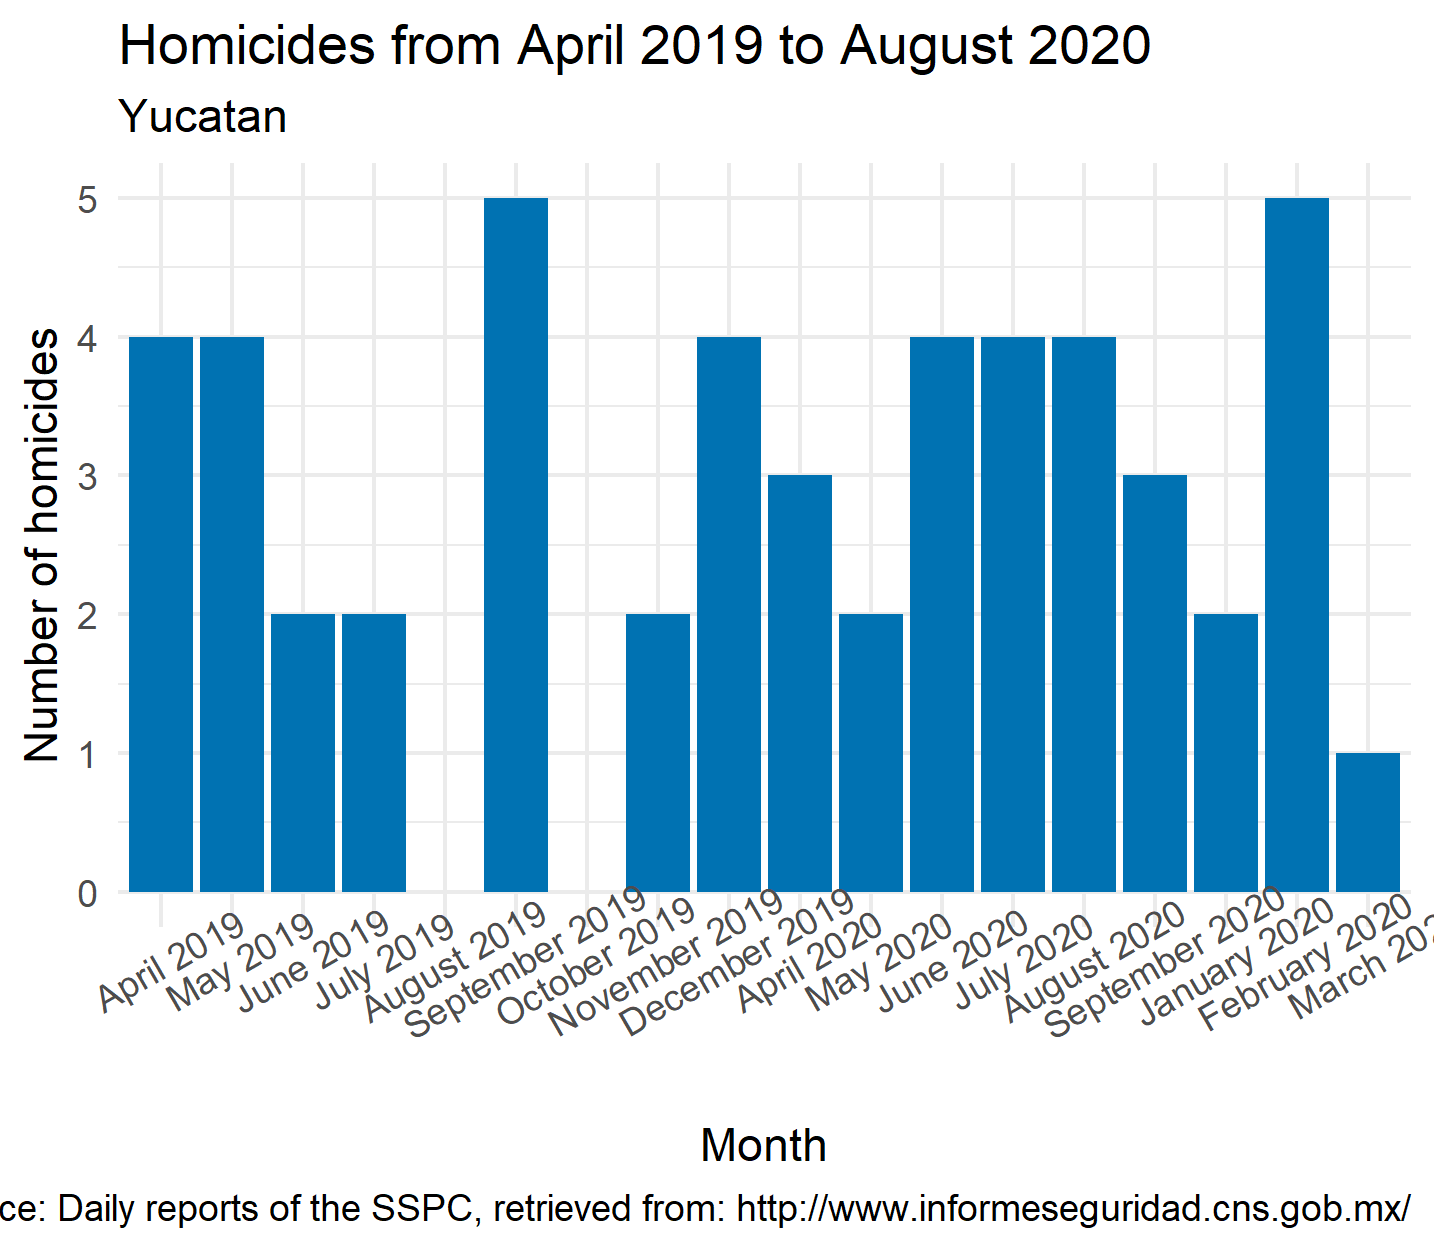 Homicides from April 2019 to August 2020
Yucatan
Number of homicides
5
4
3
2
1
0
April 2019
May 2019
June 2019
July 2019
August 2019
September 2019
October 2019
November 2019
December 2019
April 2020
May 2020
June 2020
July 2020
August 2020
September 2020
January 2020
February 2020
March 202
Month
ce: Daily reports of the SSPC, retrieved from: http://www.informeseguridad.cns.gob.mx/